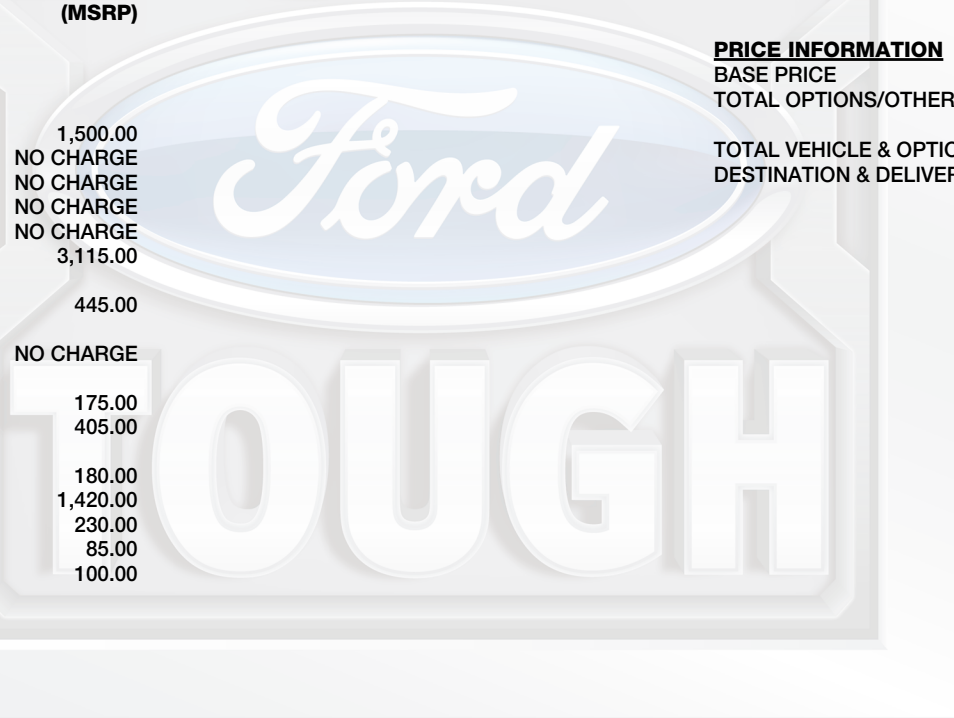 (MSRP)
1,500.00
NO CHARGE
NO CHARGE
NO CHARGE
NO CHARGE
3,115.00
445.00
NO CHARGE
175.00
405.00
180.00
1,420.00
230.00
85.00
100.00
PRICE INFORMATION
BASE PRICE
TOTAL OPTIONS/OTHER
TOTAL VEHICLE & OPTIO
DESTINATION & DELIVER
Ford
TOUGH